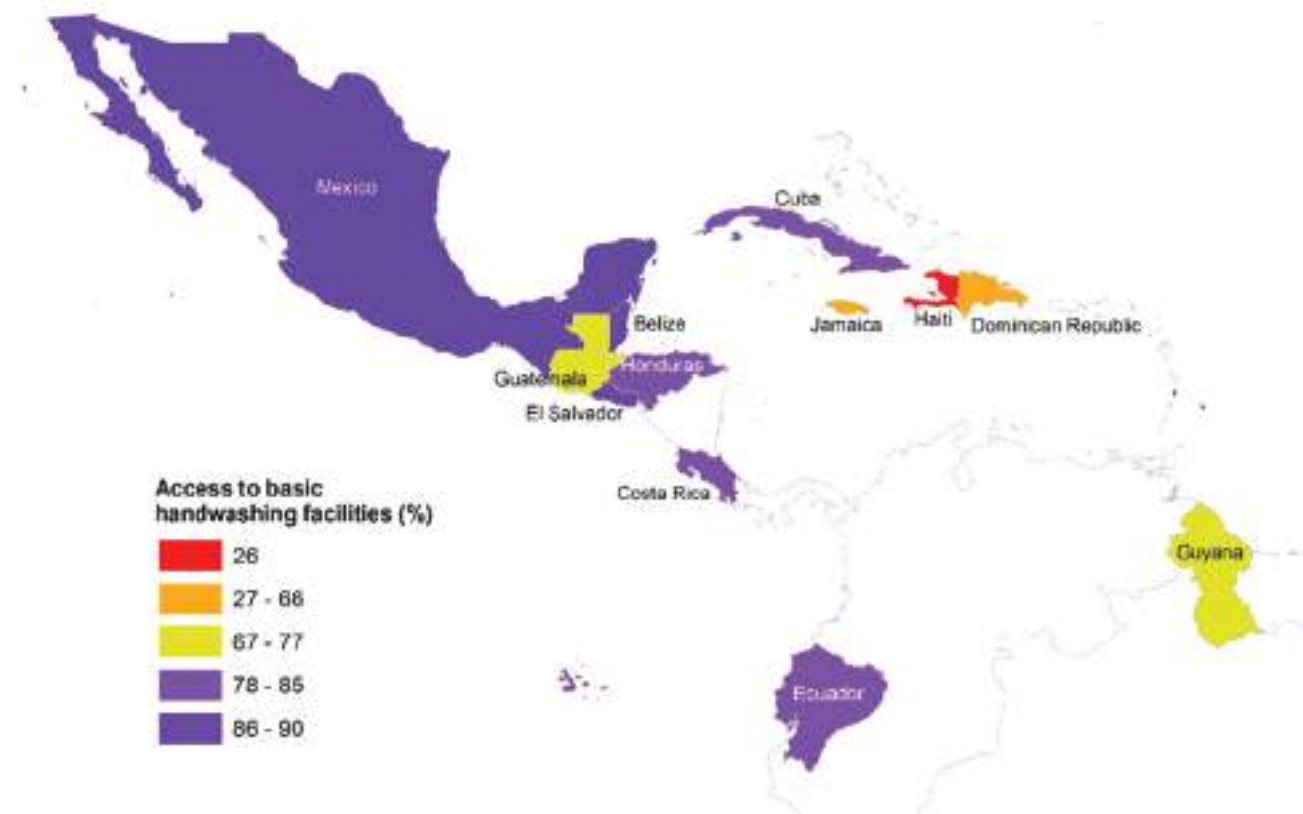 Mexico
Cuba
Jamaica
Haiti
Dominican Republic
Belize
Honduras
Guatemala
El Salvador
Costa Rica
Guyana
Ecuador
Access to basic
handwashing facilities (%)
26
27 - 66
67 - 77
78 - 85
86 - 90